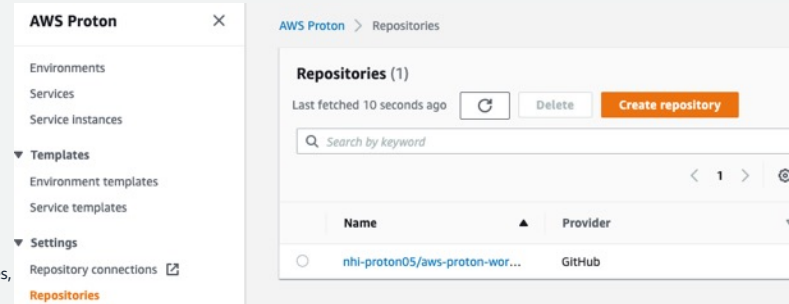 AWS Proton
Environments
Services
Service instances
Templates
Environment templates
Service templates
Settings
Repository connections
s,
Repositories
AWS Proton > Repositories
Repositories (1)
Last fetched 10 seconds ago Delete Create repository
Search by keyword
< 1 >
Name Provider
nhi-proton05/aws-proton-wor... GitHub